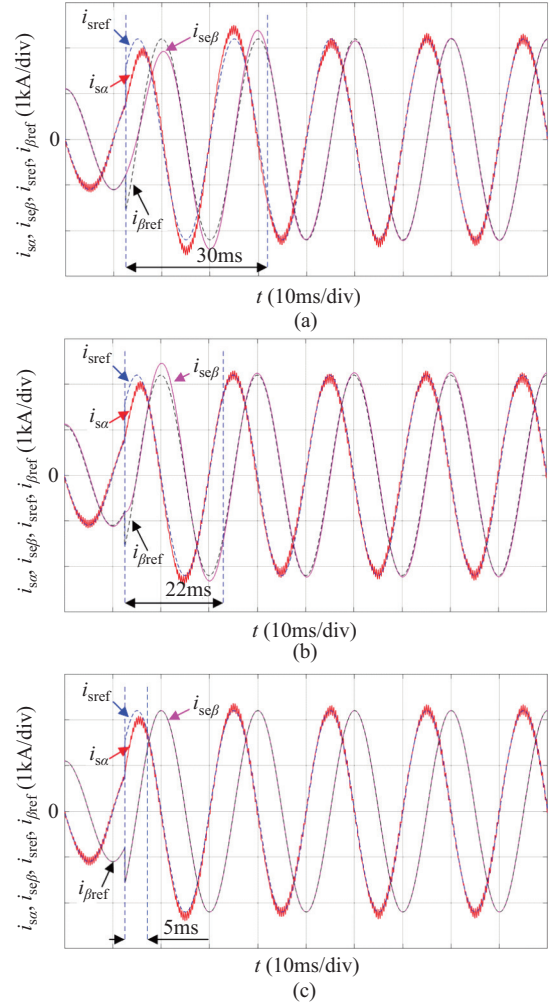 i_sref
i_seβ
i_sα
i_βref
0
30ms
i_sα, i_seβ, i_sref, i_βref (1kA/div)
t (10ms/div)
(a)
i_sref
i_seβ
i_sα
i_βref
0
22ms
i_sα, i_seβ, i_sref, i_βref (1kA/div)
t (10ms/div)
(b)
i_sref
i_seβ
i_sα
i_βref
0
5ms
i_sα, i_seβ, i_sref, i_βref (1kA/div)
t (10ms/div)
(c)